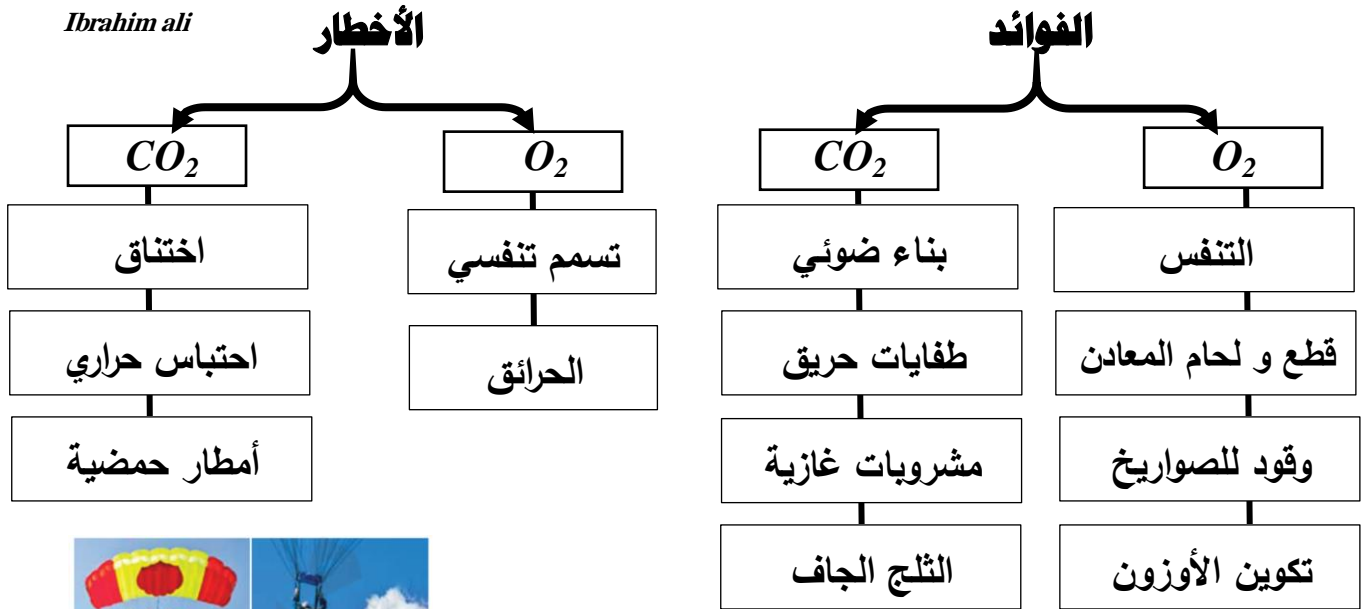 Ibrahim ali
الفوائد
O2
التنفس
قطع و لحام المعادن
وقود للصواريخ
تكوين الأوزون
CO2
بناء ضوئي
طفايات حريق
مشروبات غازية
الثلج الجاف
الأخطار
O2
تسمم تنفسي
الحرائق
CO2
اختناق
احتباس حراري
أمطار حمضية